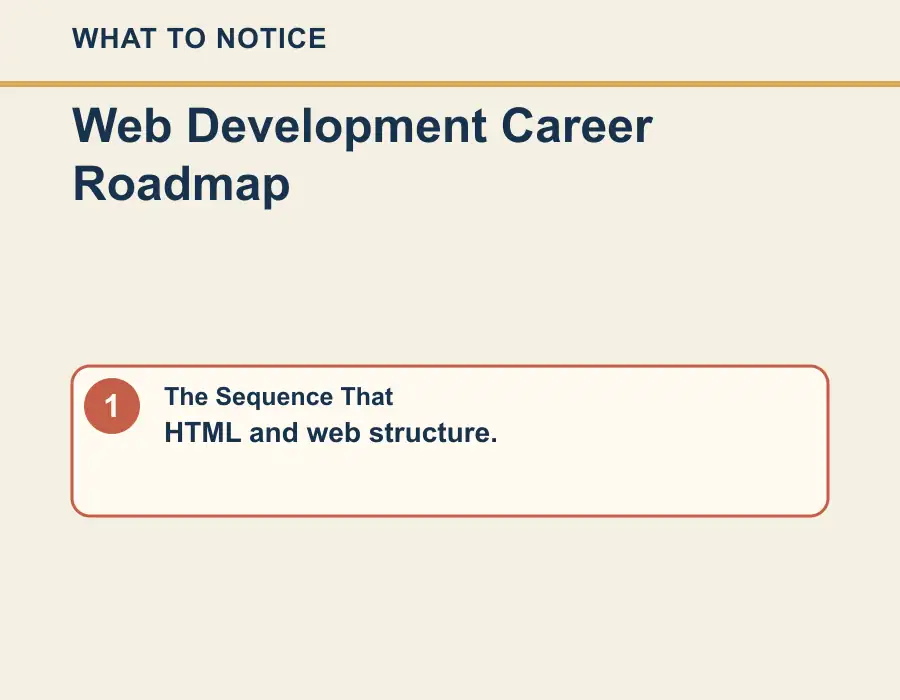 WHAT TO NOTICE
Web Development Career
Roadmap
1
The Sequence That
HTML and web structure.